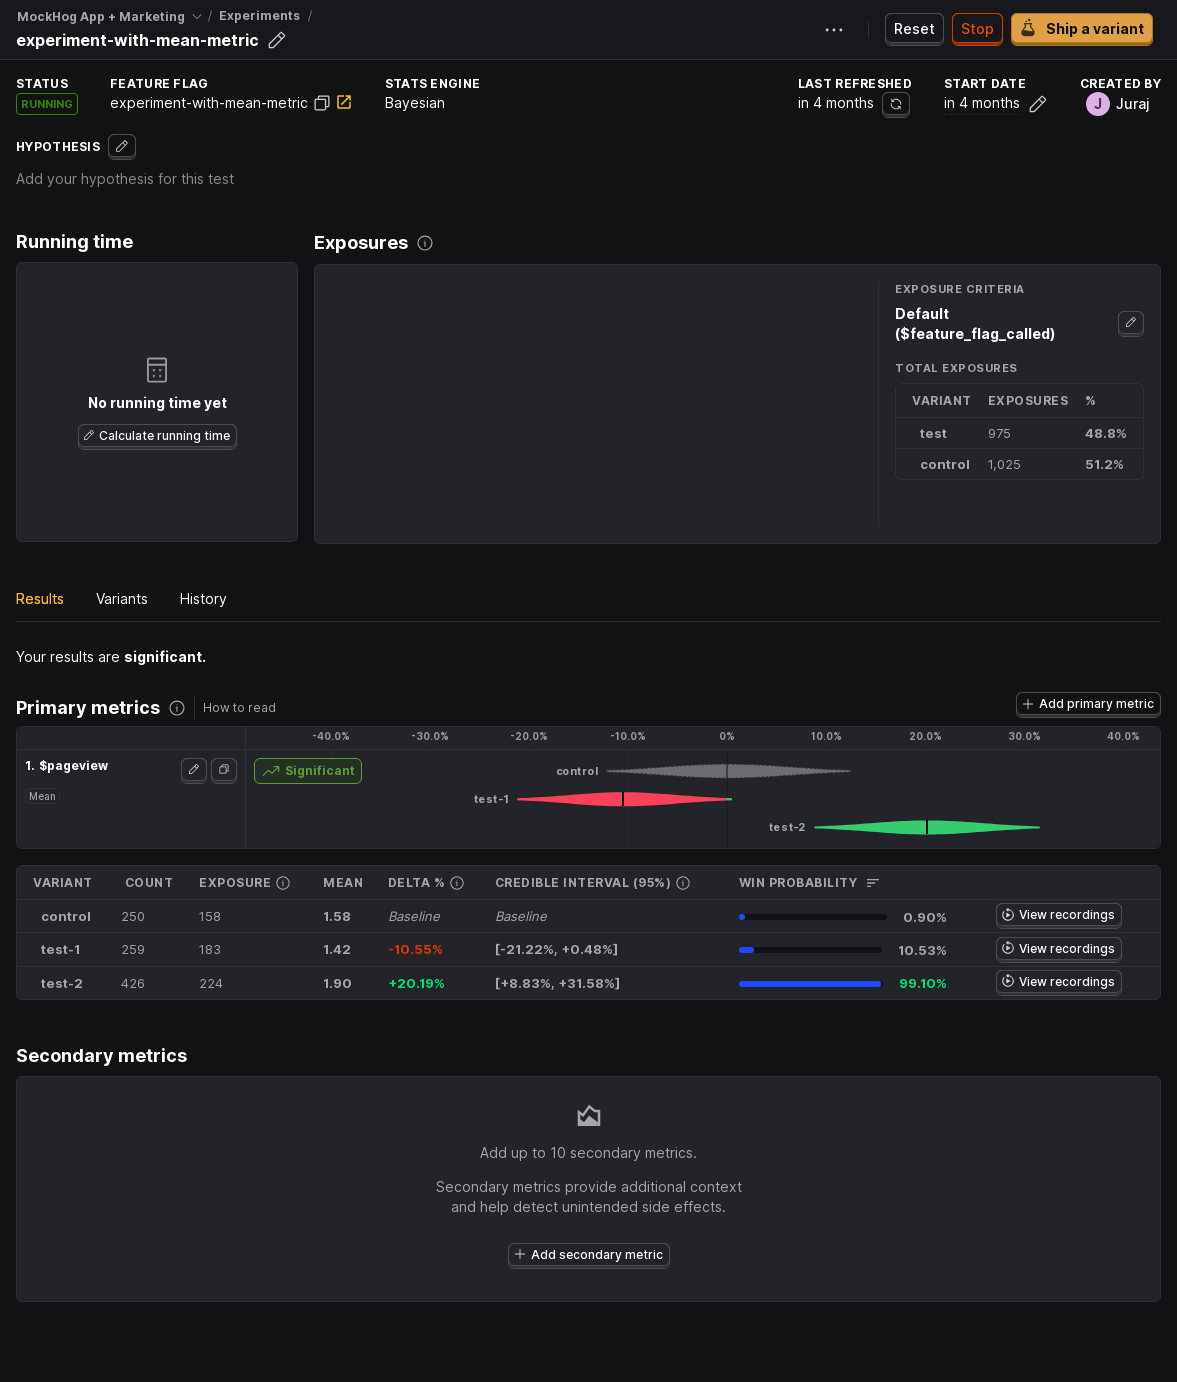 MockHog App + Marketing / Experiments /
experiment-with-mean-metric
Reset
Stop
Ship a variant
STATUS
RUNNING
FEATURE FLAG
experiment-with-mean-metric
STATS ENGINE
Bayesian
LAST REFRESHED
in 4 months
START DATE
in 4 months
CREATED BY
J Juraj
HYPOTHESIS
Add your hypothesis for this test
Running time
No running time yet
Calculate running time
Exposures
EXPOSURE CRITERIA
Default
($feature_flag_called)
TOTAL EXPOSURES
VARIANT EXPOSURES %
test 975 48.8%
control 1,025 51.2%
Results Variants History
Your results are significant.
Primary metrics How to read
Add primary metric
-40.0% -30.0% -20.0% -10.0% 0% 10.0% 20.0% 30.0% 40.0%
1. $pageview
Mean
Significant
control
test-1
test-2
VARIANT COUNT EXPOSURE MEAN DELTA % CREDIBLE INTERVAL (95%) WIN PROBABILITY
control 250 158 1.58 Baseline Baseline 0.90% View recordings
test-1 259 183 1.42 -10.55% [-21.22%, +0.48%] 10.53% View recordings
test-2 426 224 1.90 +20.19% [+8.83%, +31.58%] 99.10% View recordings
Secondary metrics
Add up to 10 secondary metrics.
Secondary metrics provide additional context
and help detect unintended side effects.
Add secondary metric